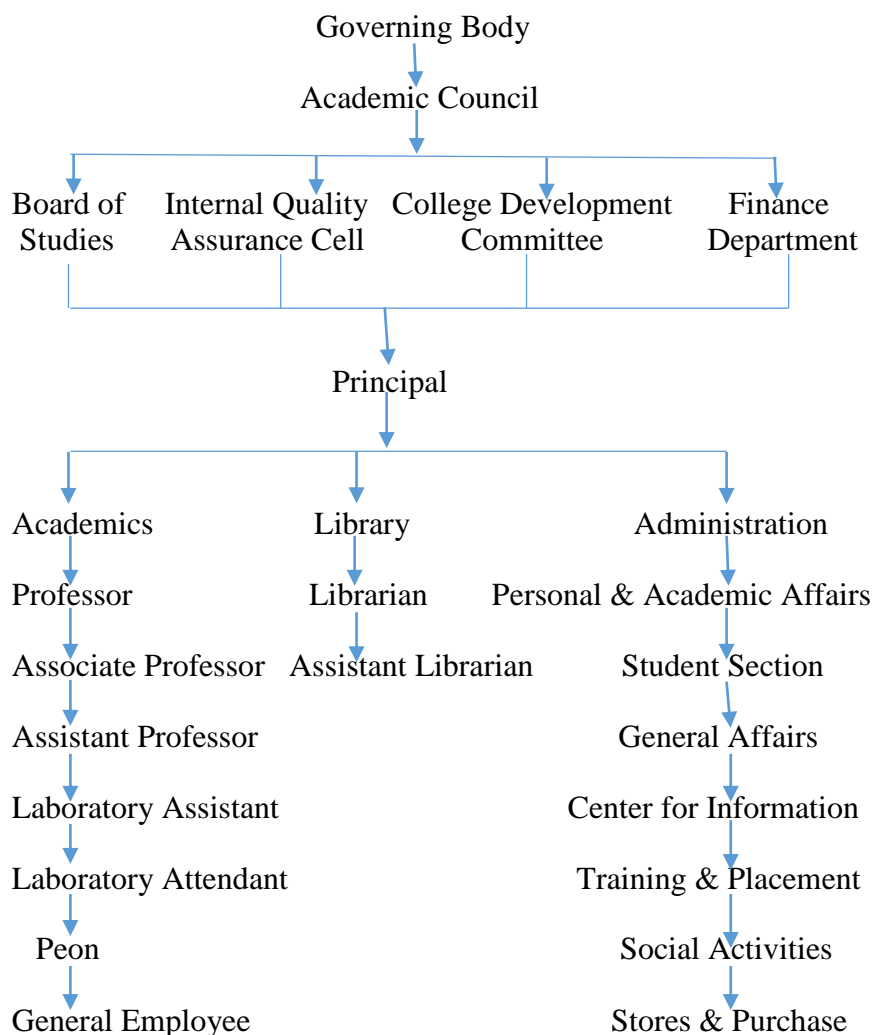 Governing Body
Academic Council
Board of Studies
Internal Quality Assurance Cell
College Development Committee
Finance Department
Principal
Academics
Library
Administration
Professor
Librarian
Personal & Academic Affairs
Associate Professor
Assistant Librarian
Student Section
Assistant Professor
General Affairs
Laboratory Assistant
Center for Information
Laboratory Attendant
Training & Placement
Peon
Social Activities
General Employee
Stores & Purchase